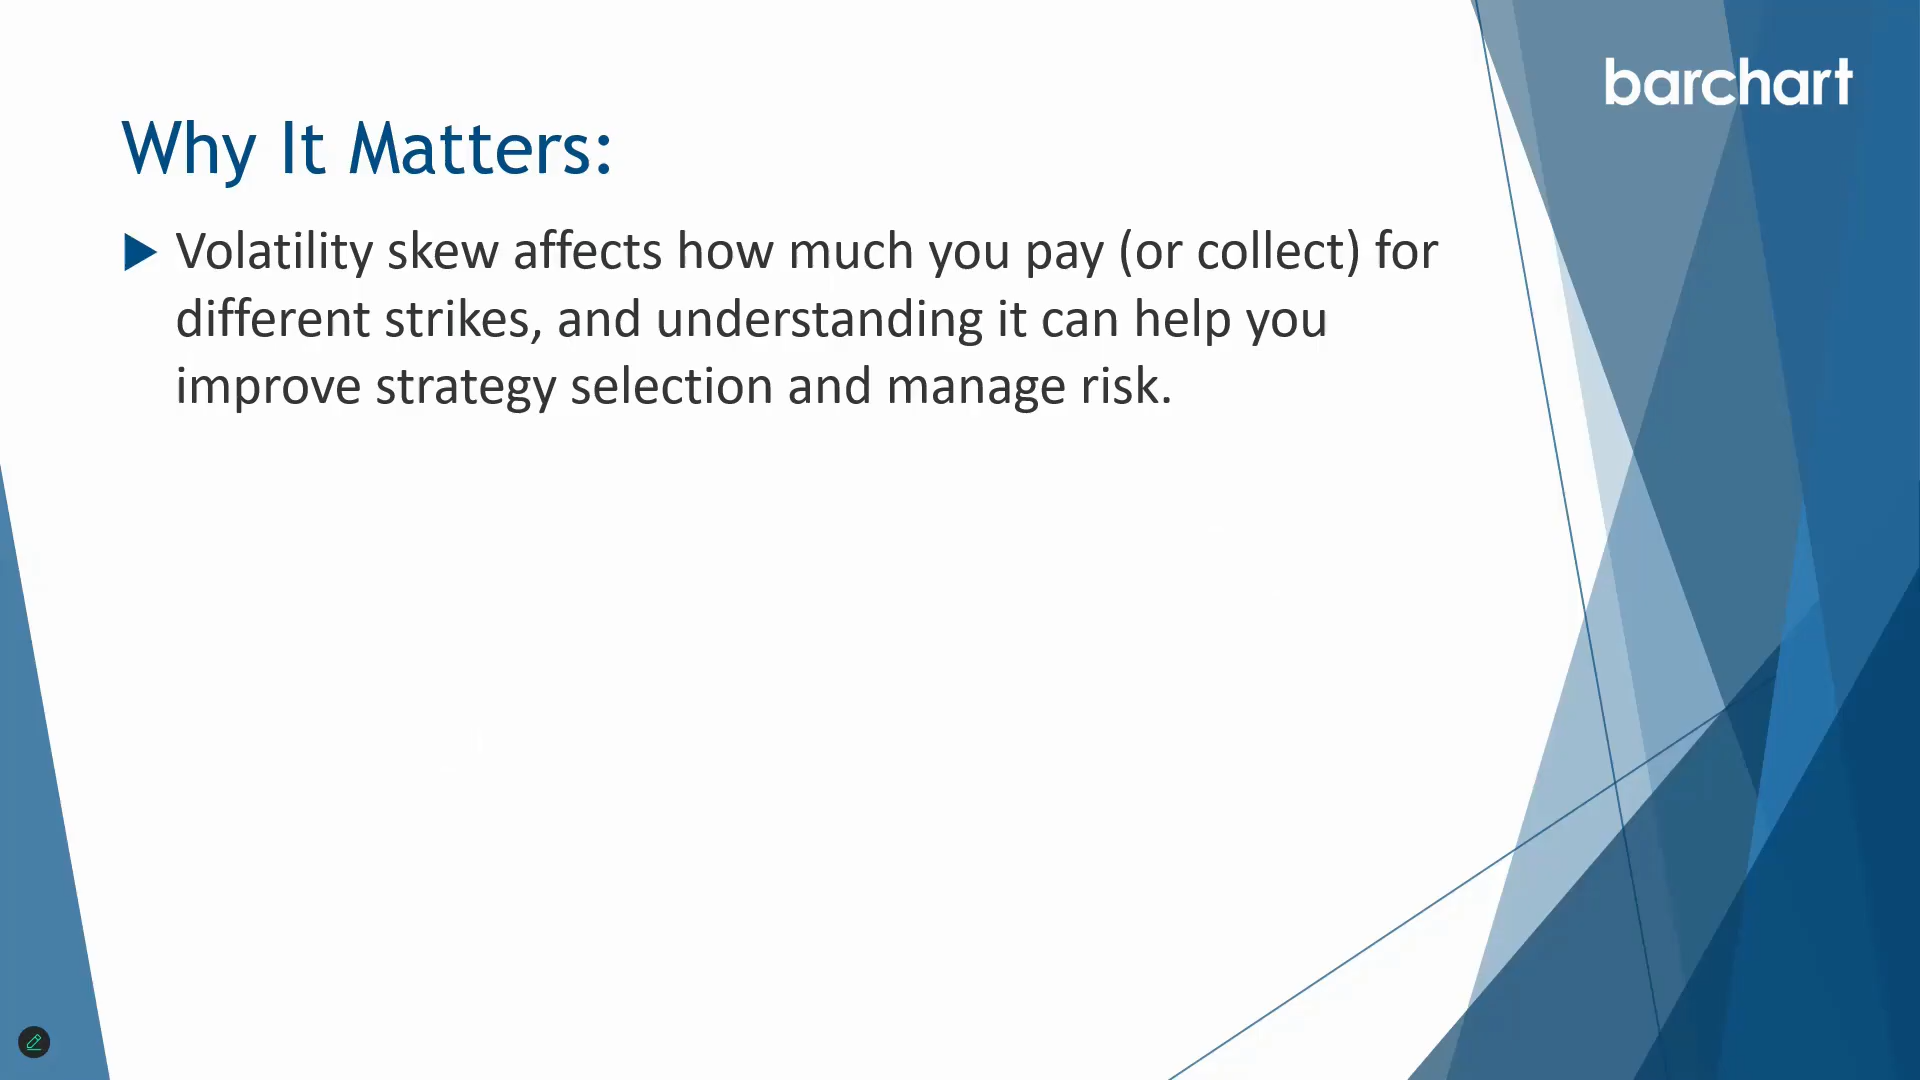 barchart
Why It Matters:
Volatility skew affects how much you pay (or collect) for
different strikes, and understanding it can help you
improve strategy selection and manage risk.